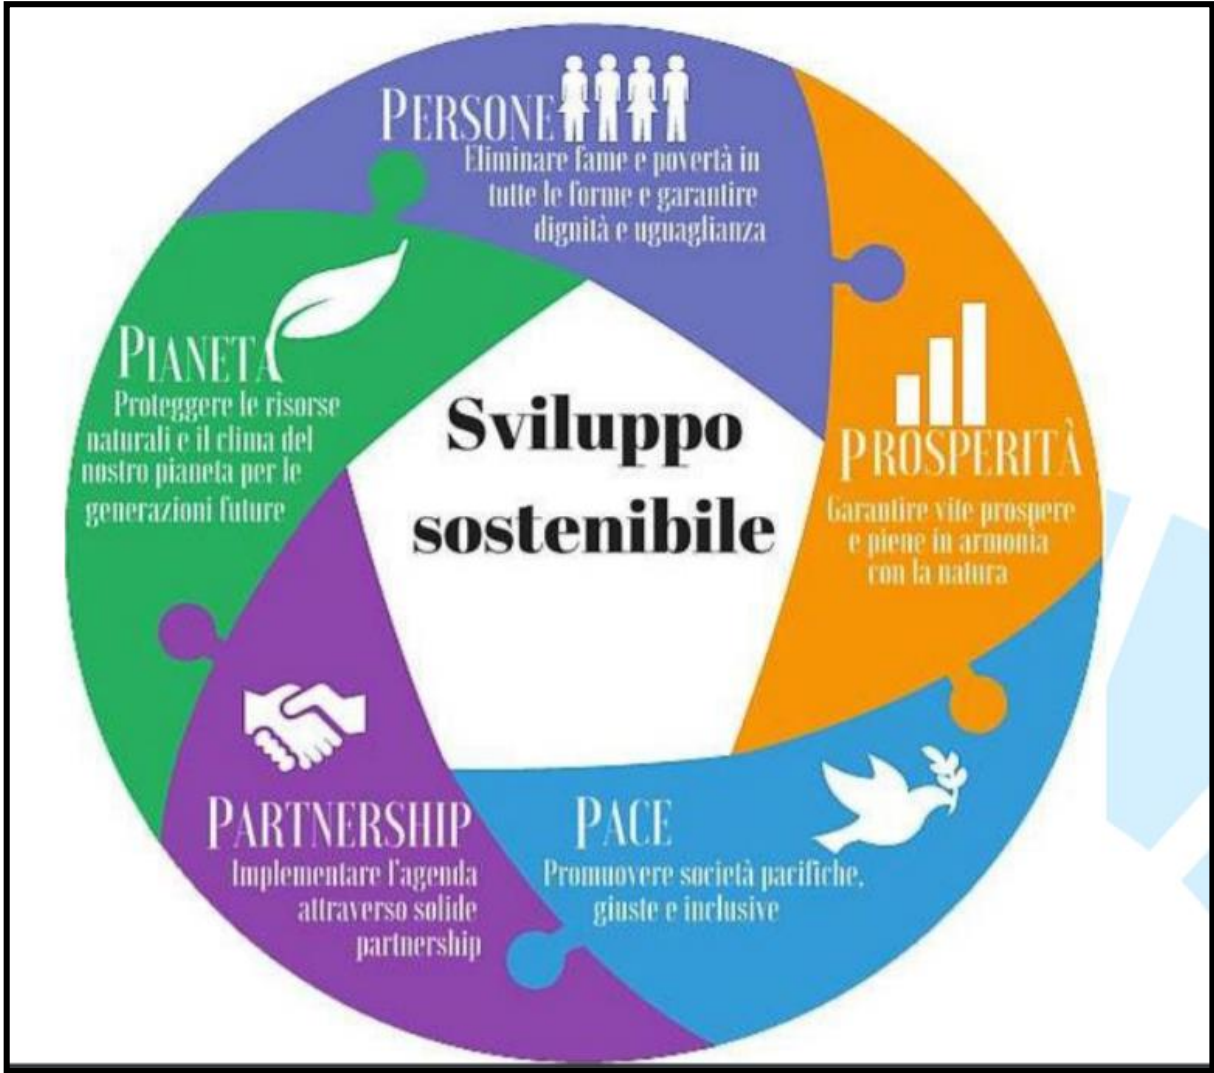 PERSONE
Eliminare fame e povertà in
tutte le forme e garantire
dignità e uguaglianza
PROSPERITÀ
Garantire vite prospere
e piene in armonia
con la natura
PACE
Promuovere società pacifiche,
giuste e inclusive
PARTNERSHIP
Implementare l'agenda
attraverso solide
partnership
PIANETA
Proteggere le risorse
naturali e il clima del
nostro pianeta per le
generazioni future
Sviluppo
sostenibile